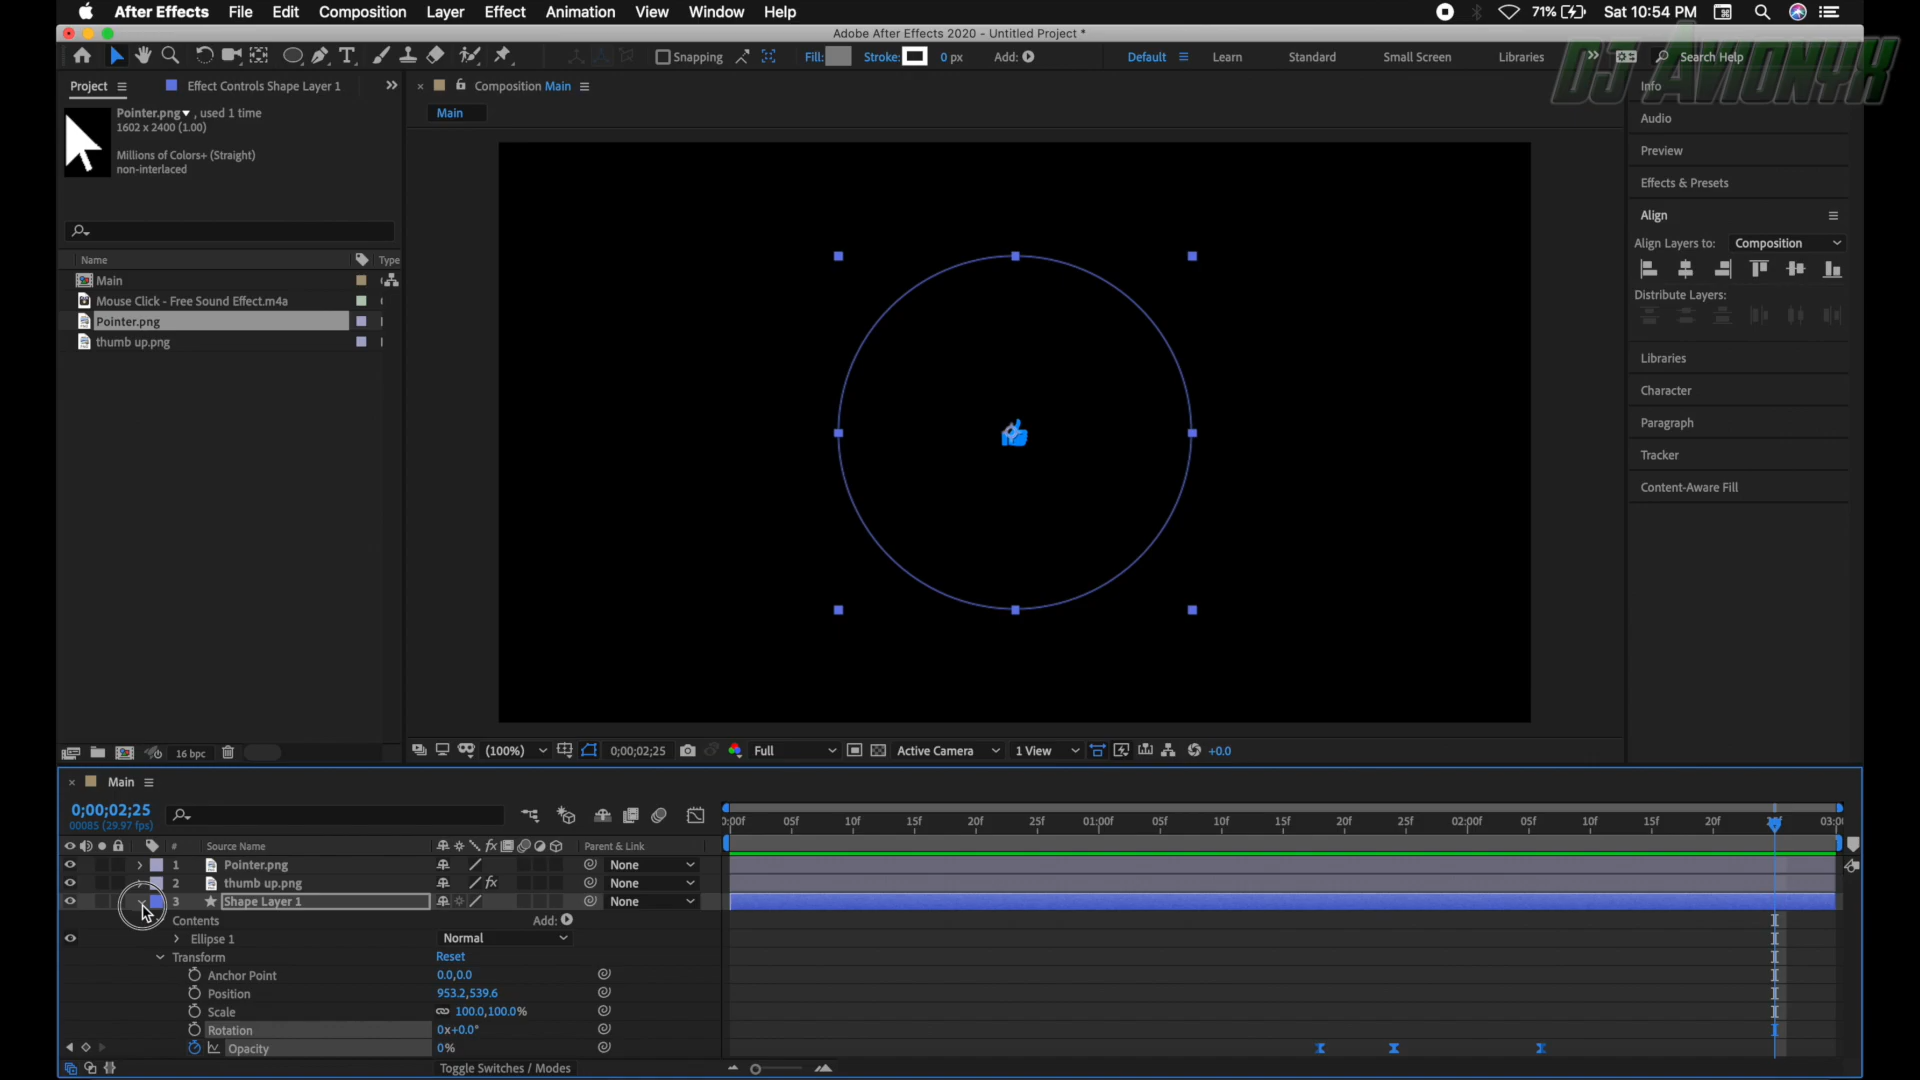 After Effects File Edit Composition Layer Effect Animation View Window Help 71% Sat 10:54 PM
Adobe After Effects 2020 - Untitled Project *
Snapping Fill: Stroke: 0 px Add: Default Learn Standard Small Screen Libraries Search Help
DJ AVIONYX
Project Effect Controls Shape Layer 1 Composition Main Info
Pointer.png, used 1 time Main
1602 x 2400 (1.00) Audio
Millions of Colors+ (Straight) Preview
non-interlaced
Effects & Presets
Align
Align Layers to: Composition
Name Type
Main
Mouse Click - Free Sound Effect.m4a Distribute Layers:
Pointer.png
thumb up.png
Libraries
Character
Paragraph
Tracker
Content-Aware Fill
16 bpc (100%) 0;00;02;25 Full Active Camera 1 View +0.0
Main
0;00;02;25
00085 (29.97 fps) 0:00f 05f 10f 15f 20f 25f 01:00f 05f 10f 15f 20f 25f 02:00f 05f 10f 15f 20f
# Source Name Parent & Link
1 Pointer.png None
2 thumb up.png None
3 Shape Layer 1 None
Contents Add:
Ellipse 1 Normal
Transform Reset
Anchor Point 0.0,0.0
Position 953.2,539.6
Scale 100.0,100.0%
Rotation 0x+0.0°
Opacity 0%
Toggle Switches / Modes